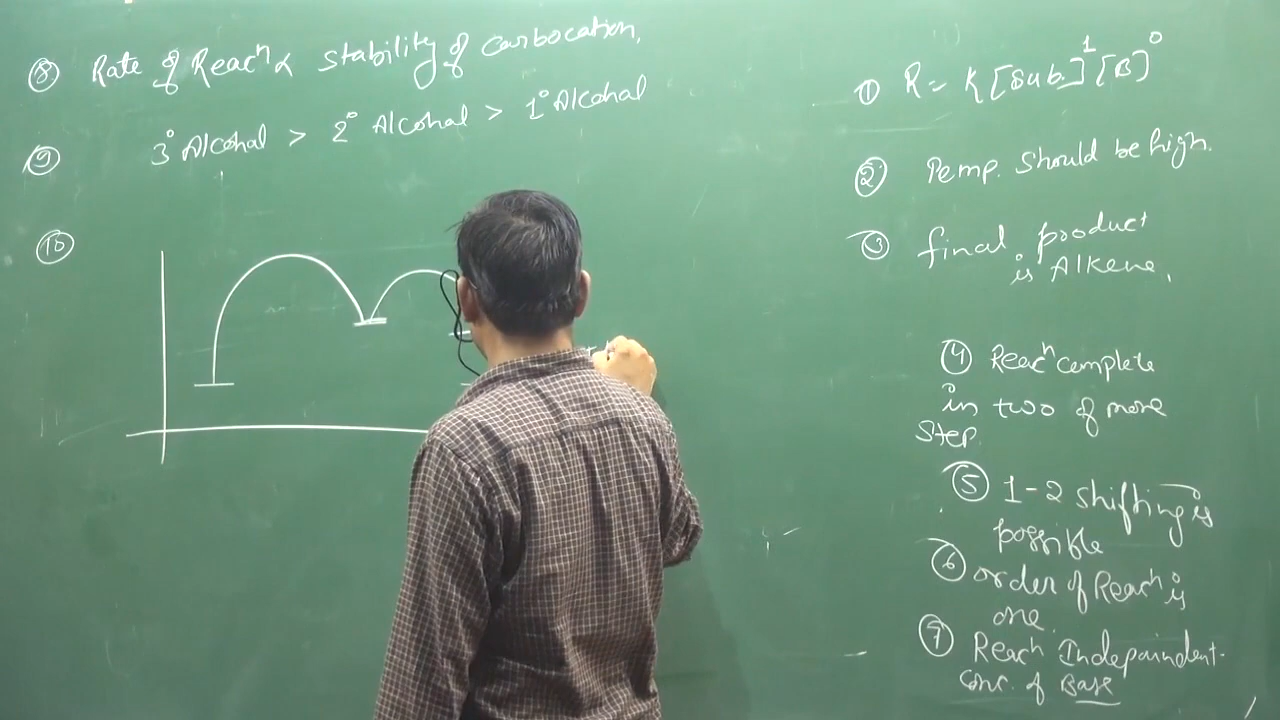 ⑧ Rate of Reacⁿ ∝ stability of carbocation,
⑨ 3° Alcohal > 2° Alcohal > 1° Alcohal
⑩
① R = K [Sub.]¹ [B]⁰
② Temp. Should be high.
③ final product
is Alkene,
④ Reacⁿ complete
in two of more
Step.
⑤ 1-2 shifting is
possible
⑥ order of Reacⁿ is
one.
⑦ Reacⁿ Indepaindent
Conc. of Base